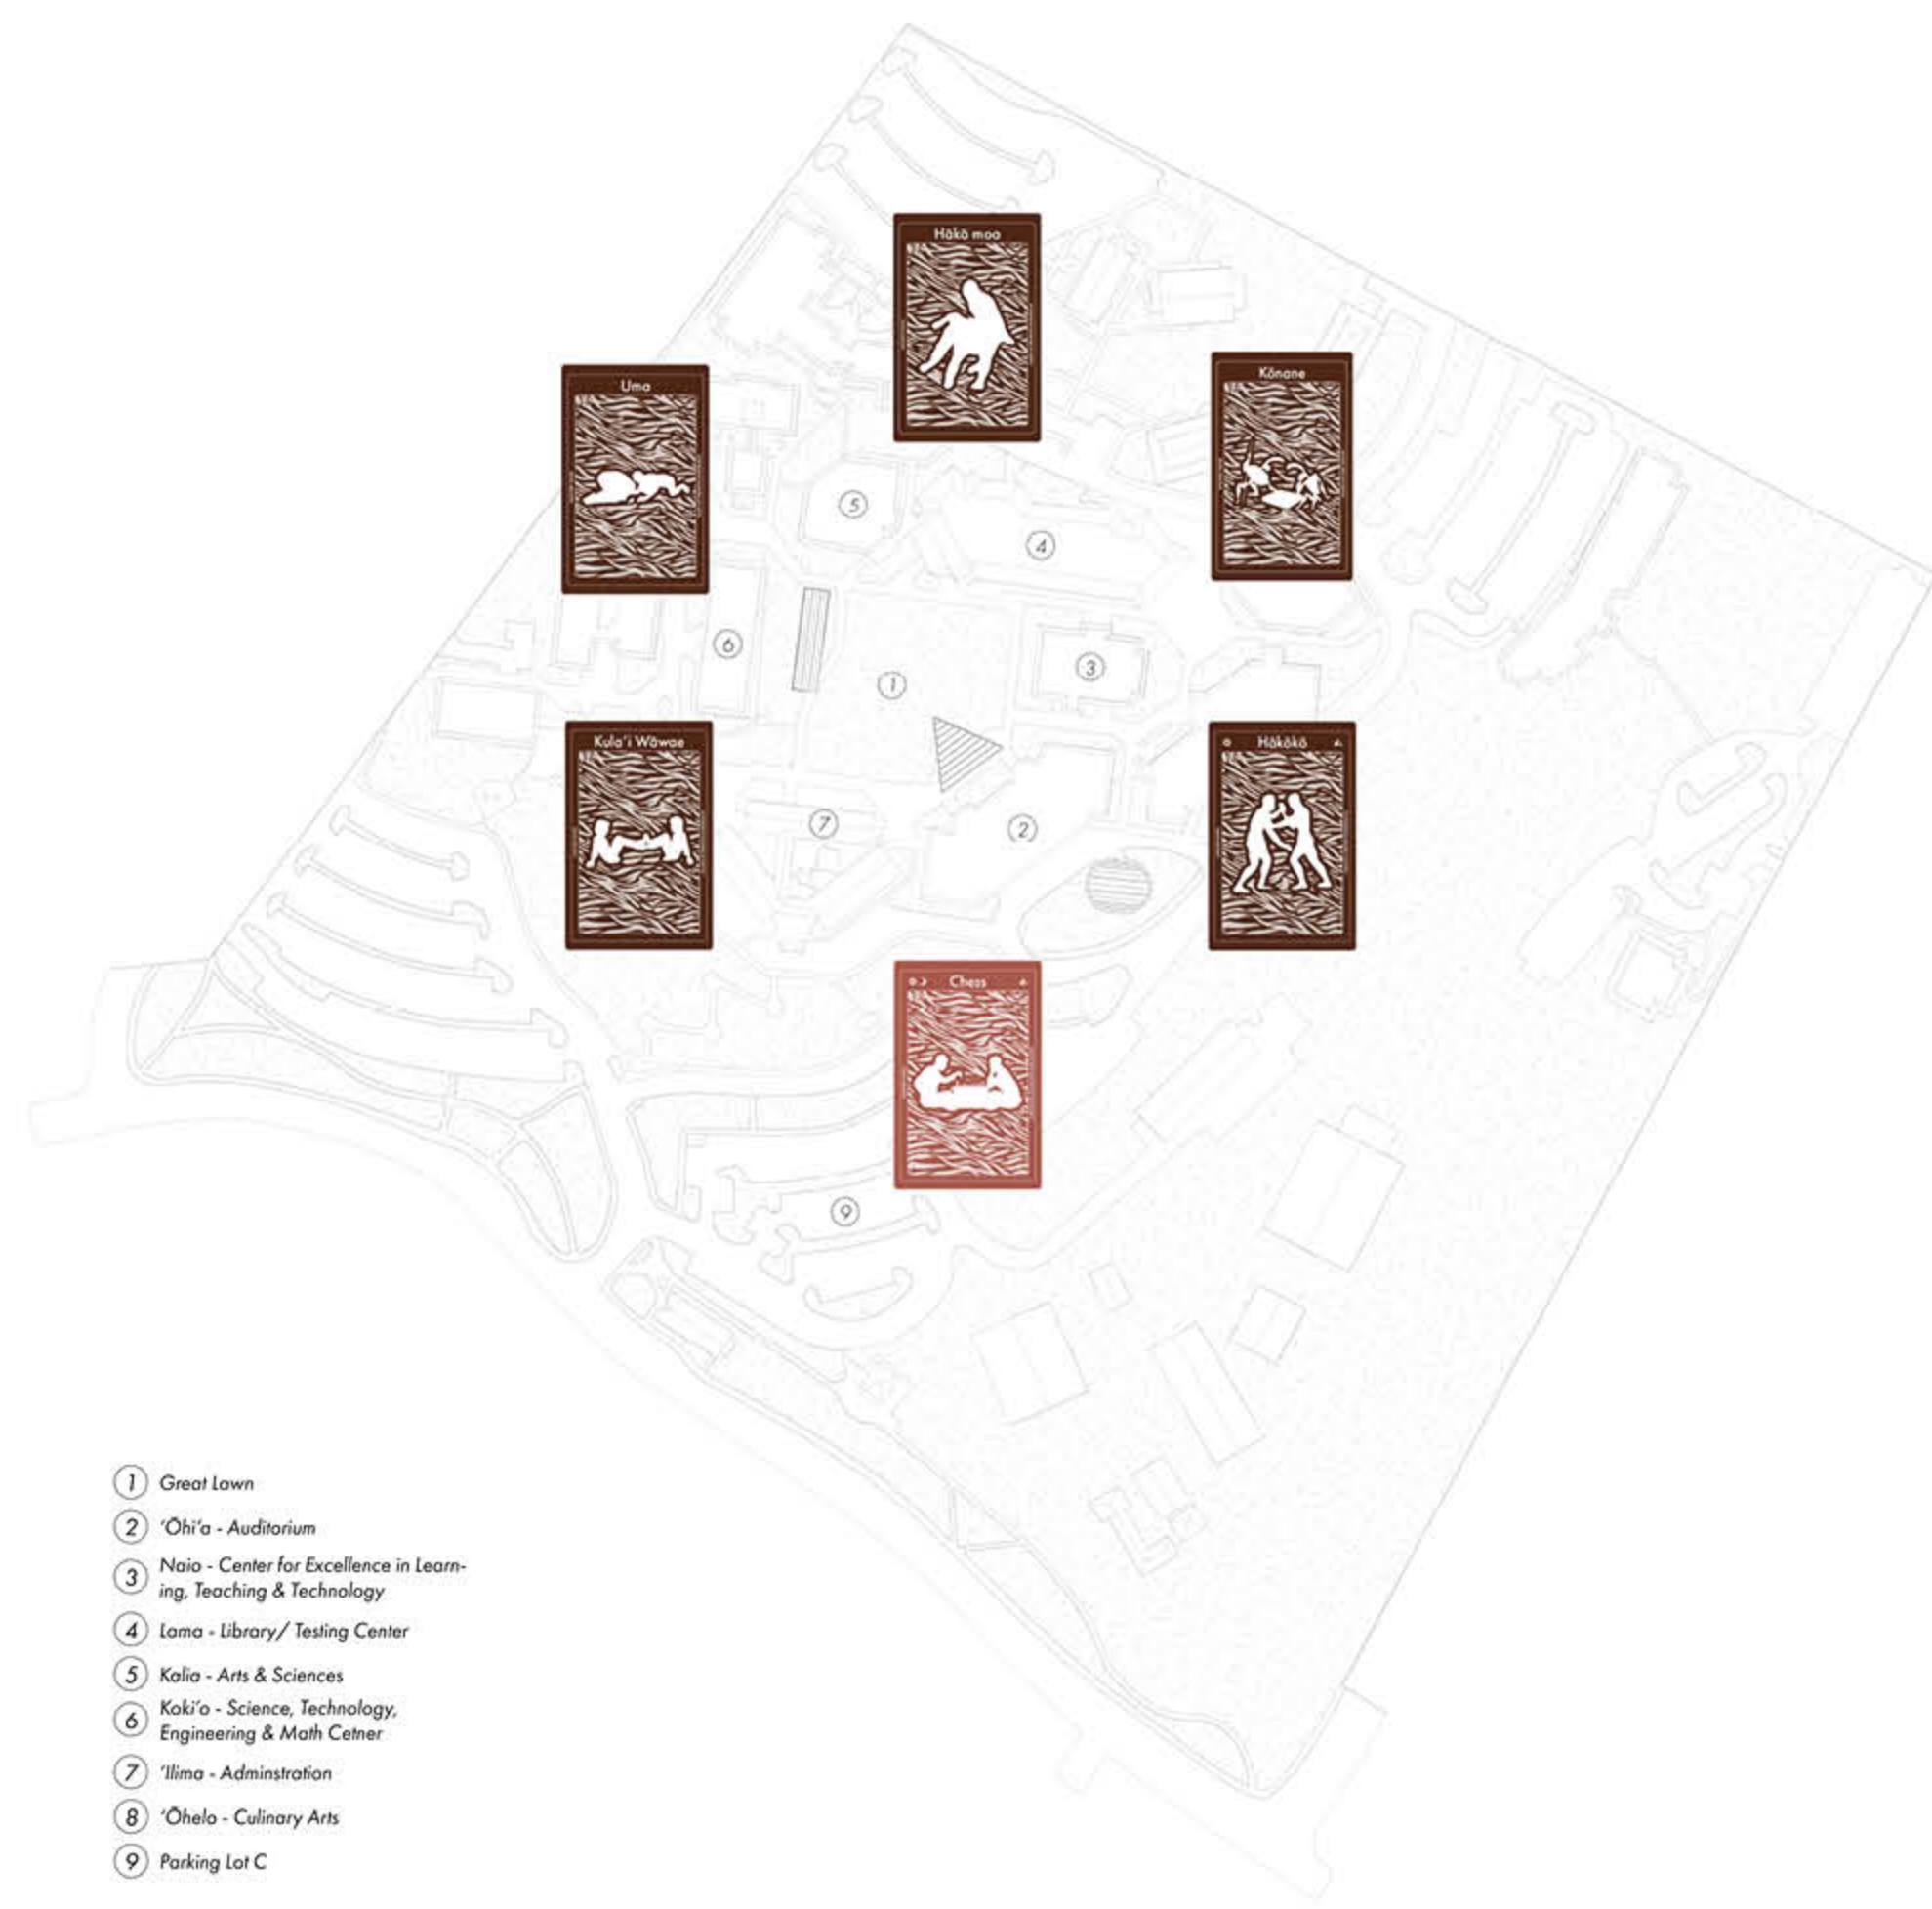 Hākā moa
Uma
Kōnane
5
4
6
3
1
Kula'i Wāwae
Hākōkō
7
2
Chess
9
1 Great Lawn
2 'Ōhi'a - Auditorium
3 Naio - Center for Excellence in Learn-
ing, Teaching & Technology
4 Lama - Library/ Testing Center
5 Kalia - Arts & Sciences
6 Koki'o - Science, Technology,
Engineering & Math Cetner
7 'Ilima - Adminstration
8 'Ōhelo - Culinary Arts
9 Parking Lot C